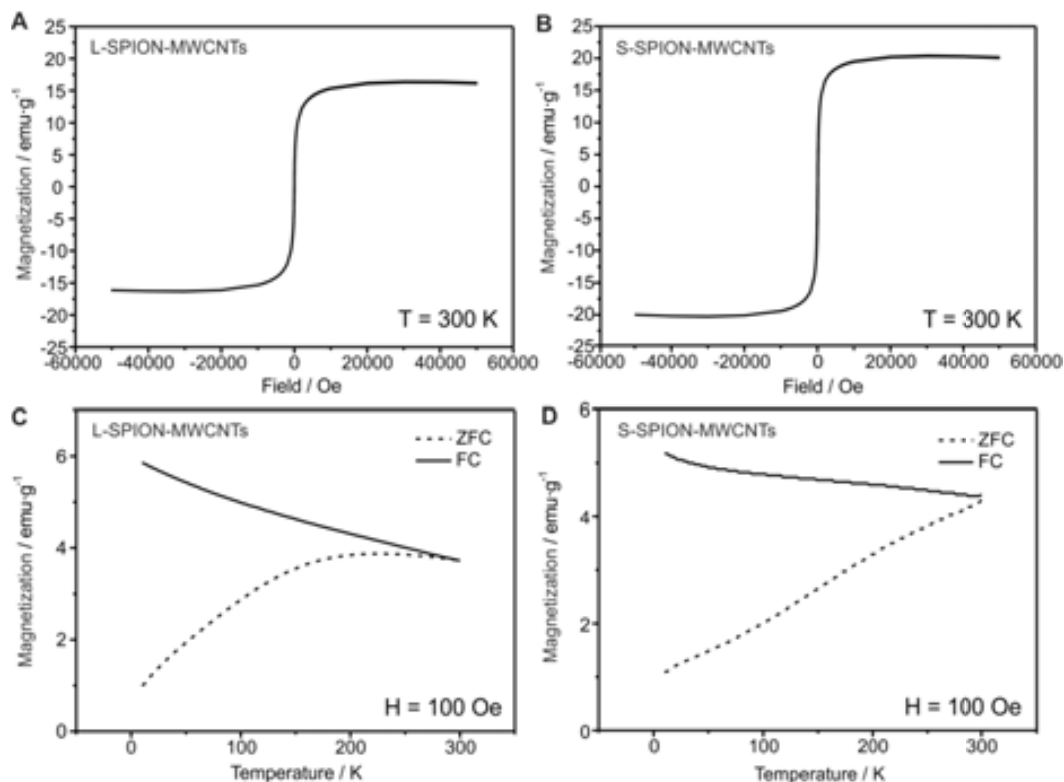 A
L-SPION-MWCNTs
25
20
15
10
5
0
-5
-10
-15
-20
-25
Magnetization / emu·g⁻¹
T = 300 K
-60000 -40000 -20000 0 20000 40000 60000
Field / Oe
B
S-SPION-MWCNTs
25
20
15
10
5
0
-5
-10
-15
-20
-25
Magnetization / emu·g⁻¹
T = 300 K
-60000 -40000 -20000 0 20000 40000 60000
Field / Oe
C
L-SPION-MWCNTs
ZFC
FC
6
4
2
0
Magnetization / emu·g⁻¹
H = 100 Oe
0 100 200 300
Temperature / K
D
S-SPION-MWCNTs
ZFC
FC
6
4
2
0
Magnetization / emu·g⁻¹
H = 100 Oe
0 100 200 300
Temperature / K